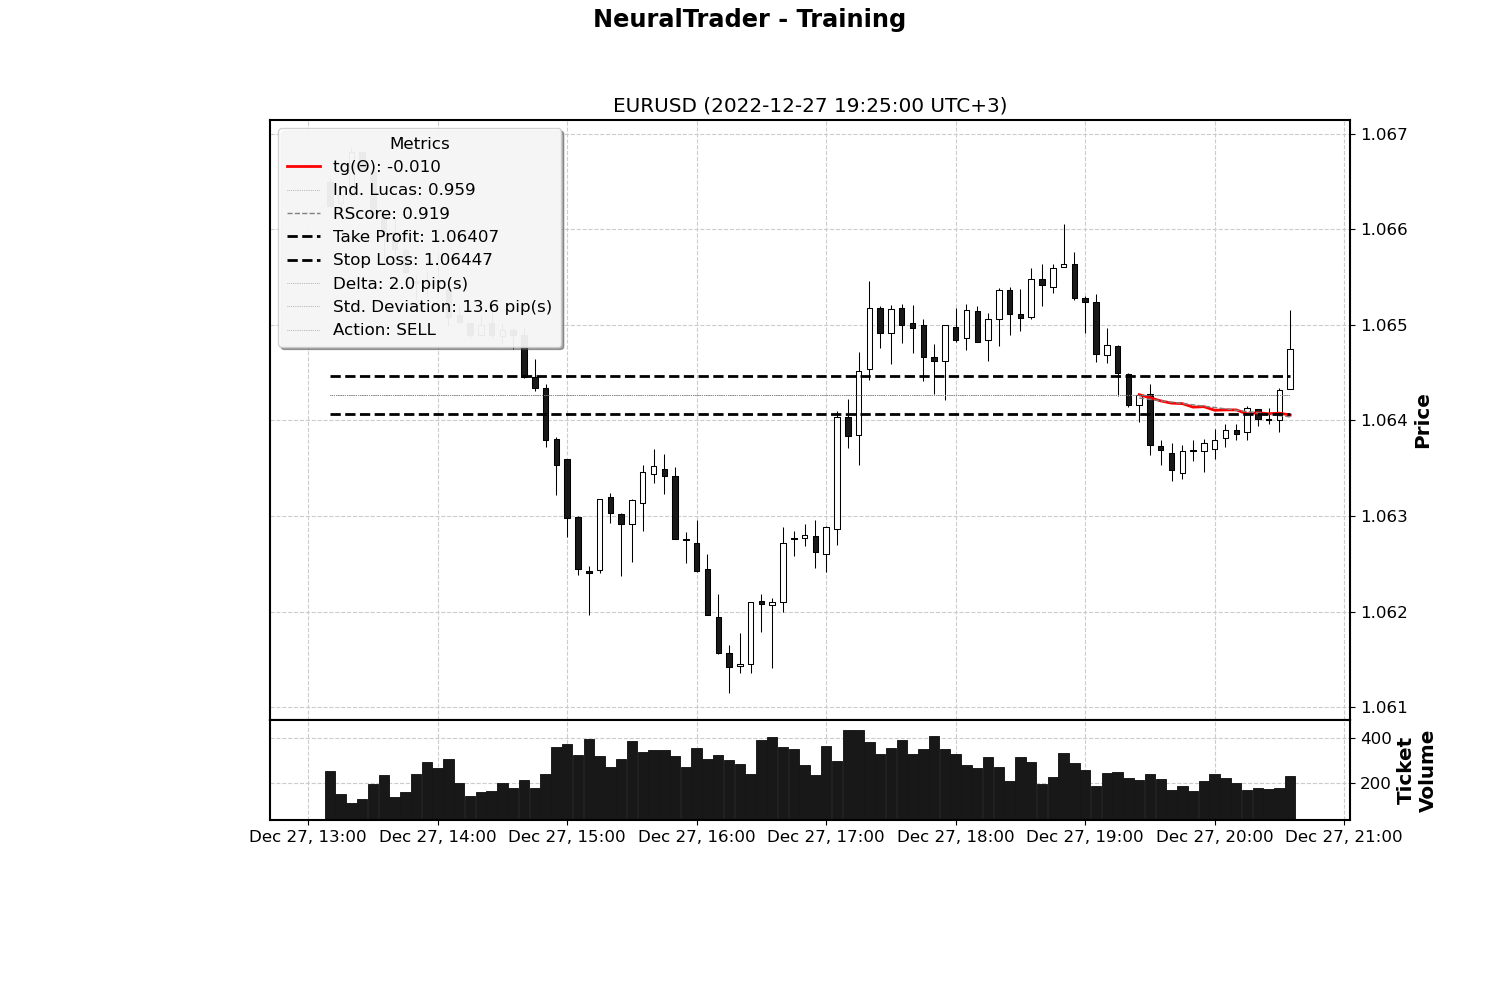 NeuralTrader - Training
EURUSD (2022-12-27 19:25:00 UTC+3)
Metrics
tg(Θ): -0.010
Ind. Lucas: 0.959
RScore: 0.919
Take Profit: 1.06407
Stop Loss: 1.06447
Delta: 2.0 pip(s)
Std. Deviation: 13.6 pip(s)
Action: SELL
1.067
1.066
1.065
1.064
1.063
1.062
1.061
Price
400
200
Ticket
Volume
Dec 27, 13:00
Dec 27, 14:00
Dec 27, 15:00
Dec 27, 16:00
Dec 27, 17:00
Dec 27, 18:00
Dec 27, 19:00
Dec 27, 20:00
Dec 27, 21:00